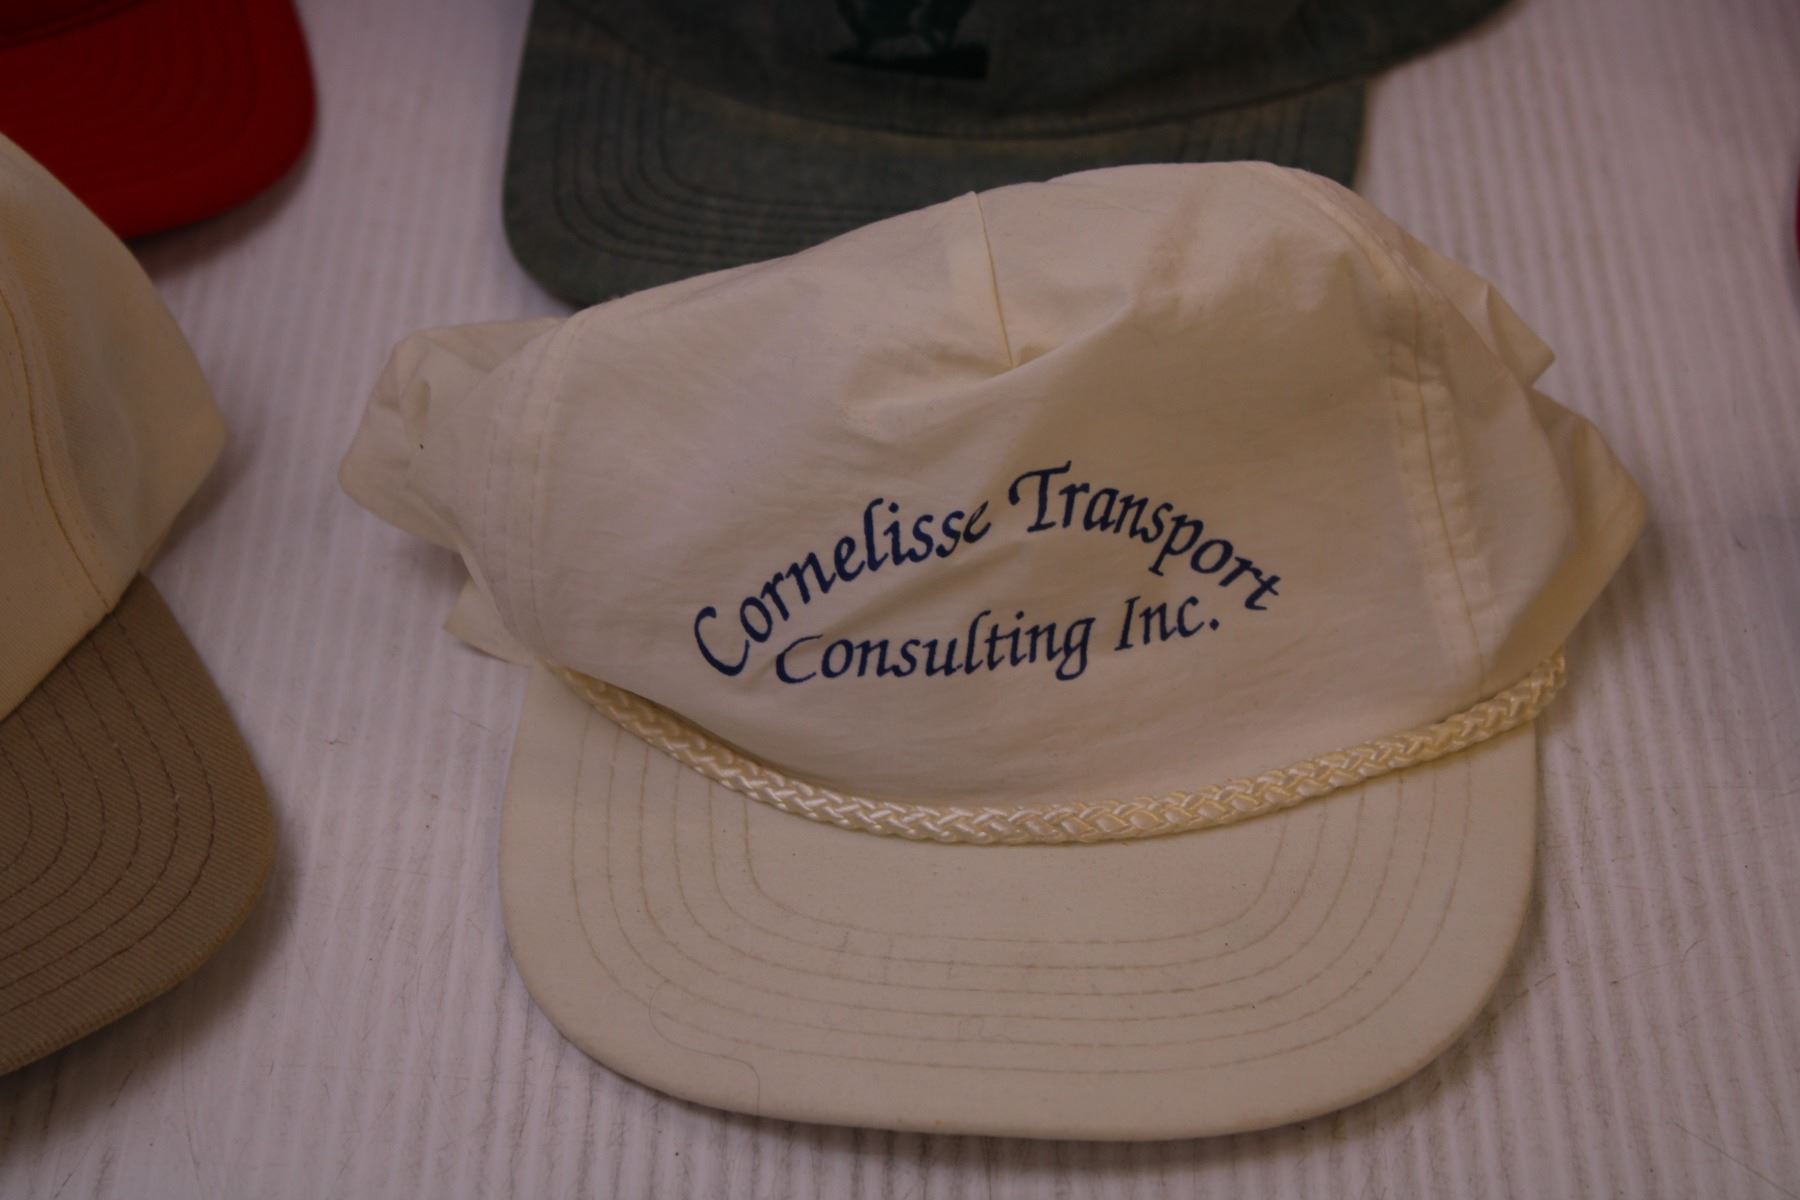 Cornelisse Transport
Consulting Inc.